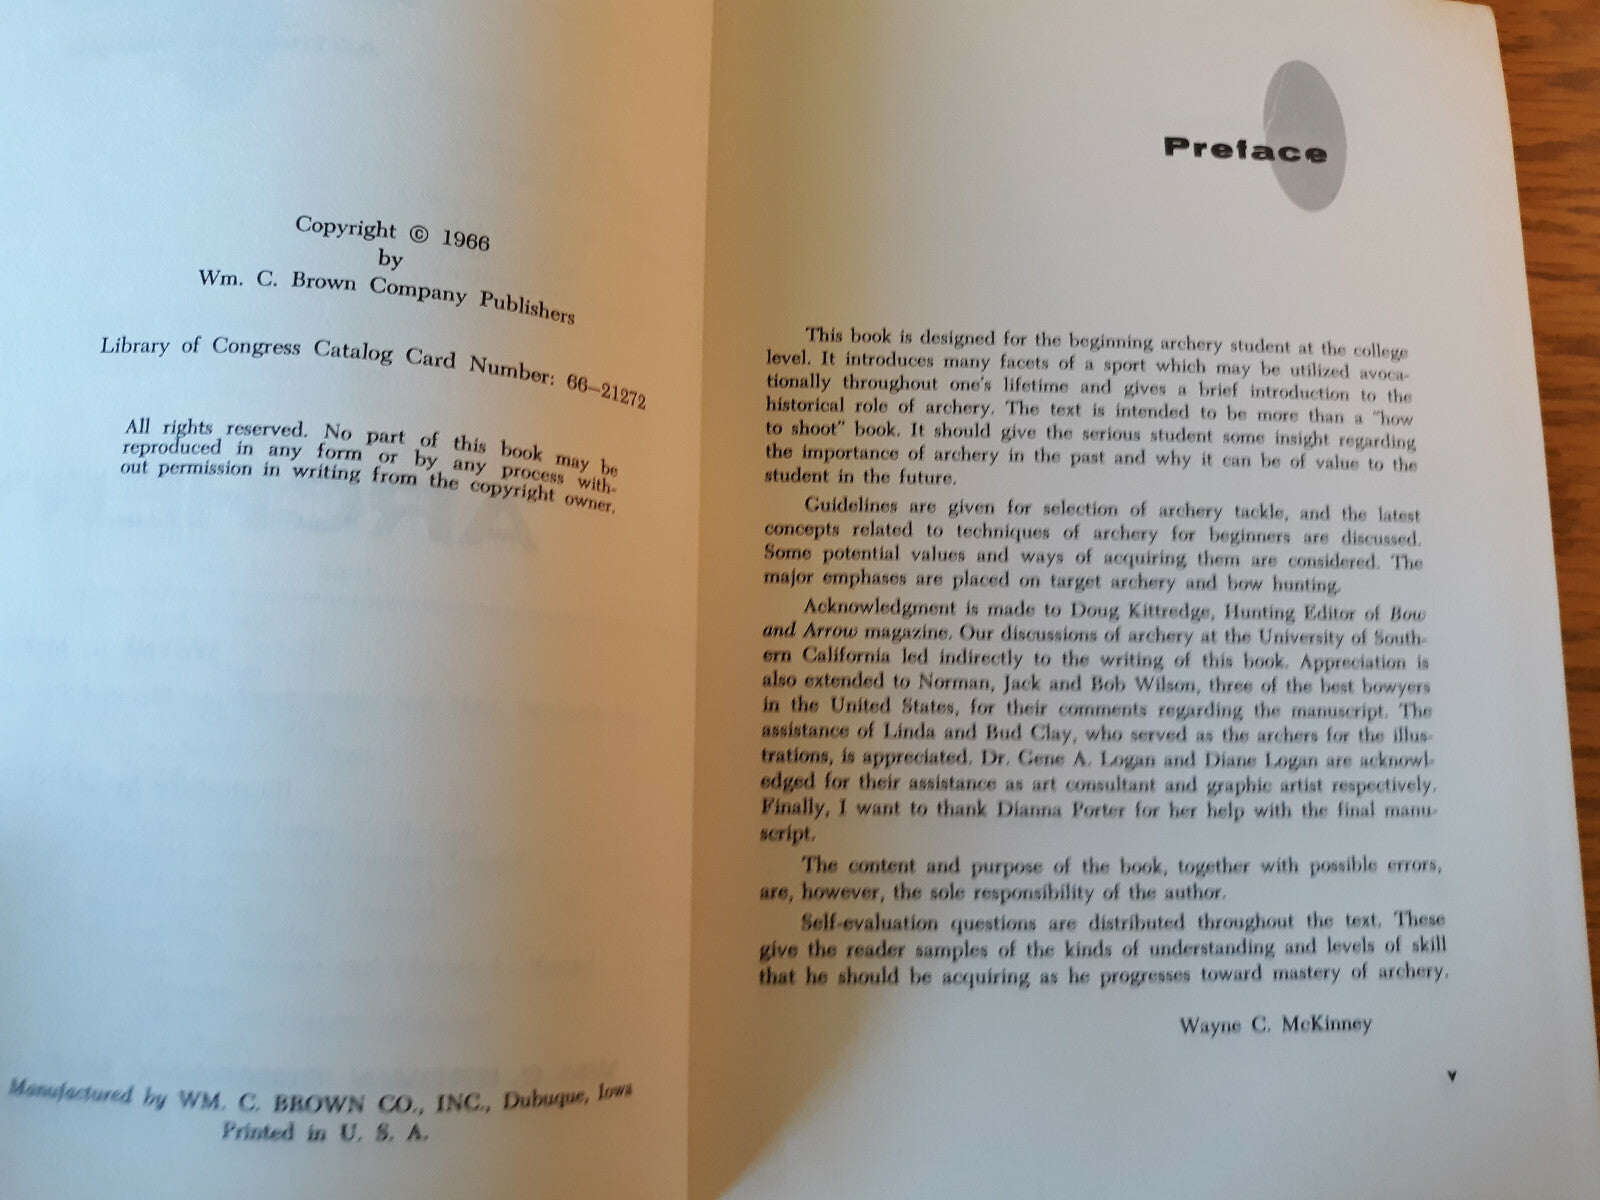 Copyright © 1966
by
Wm. C. Brown Company Publishers
Library of Congress Catalog Card Number: 66–21272
All rights reserved. No part of this book may be
reproduced in any form or by any process with-
out permission in writing from the copyright owner.
Manufactured by WM. C. BROWN CO., INC., Dubuque, Iowa
Printed in U. S. A.
Preface
This book is designed for the beginning archery student at the college
level. It introduces many facets of a sport which may be utilized avoca-
tionally throughout one's lifetime and gives a brief introduction to the
historical role of archery. The text is intended to be more than a "how
to shoot" book. It should give the serious student some insight regarding
the importance of archery in the past and why it can be of value to the
student in the future.
Guidelines are given for selection of archery tackle, and the latest
concepts related to techniques of archery for beginners are discussed.
Some potential values and ways of acquiring them are considered. The
major emphases are placed on target archery and bow hunting.
Acknowledgment is made to Doug Kittredge, Hunting Editor of Bow
and Arrow magazine. Our discussions of archery at the University of South-
ern California led indirectly to the writing of this book. Appreciation is
also extended to Norman, Jack and Bob Wilson, three of the best bowyers
in the United States, for their comments regarding the manuscript. The
assistance of Linda and Bud Clay, who served as the archers for the illus-
trations, is appreciated. Dr. Gene A. Logan and Diane Logan are acknowl-
edged for their assistance as art consultant and graphic artist respectively.
Finally, I want to thank Dianna Porter for her help with the final manu-
script.
The content and purpose of the book, together with possible errors,
are, however, the sole responsibility of the author.
Self-evaluation questions are distributed throughout the text. These
give the reader samples of the kinds of understanding and levels of skill
that he should be acquiring as he progresses toward mastery of archery.
Wayne C. McKinney
v